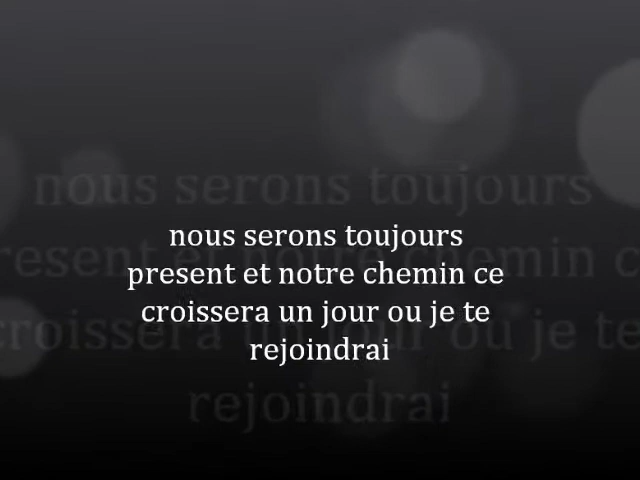 nous serons toujours
present et notre chemin ce
croissera un jour ou je te
rejoindrai